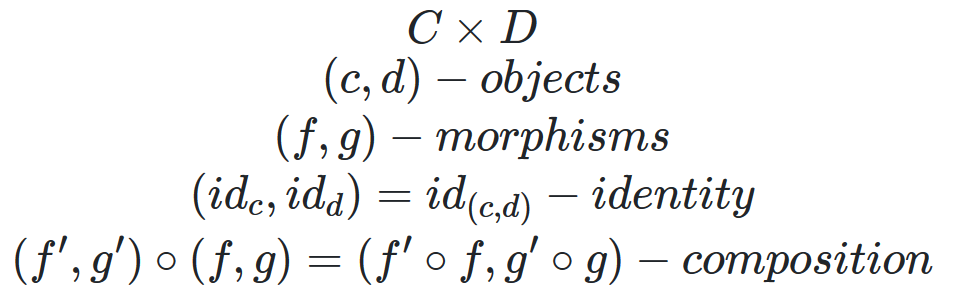 C × D
(c, d) − objects
(f, g) − morphisms
(id_c, id_d) = id_{(c,d)} − identity
(f′, g′) ∘ (f, g) = (f′ ∘ f, g′ ∘ g) − composition